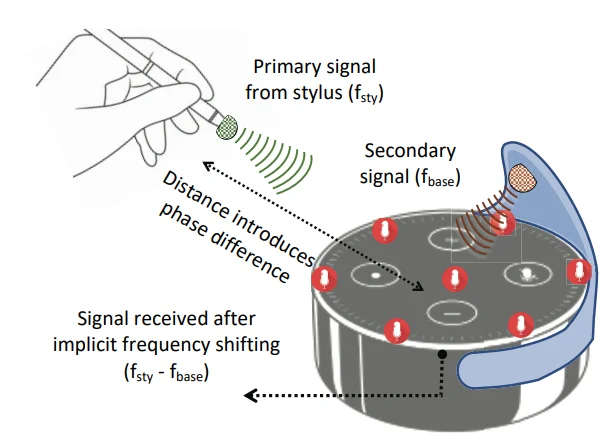 Primary signal
from stylus (fsty)
Secondary
signal (fbase)
Distance introduces
phase difference
Signal received after
implicit frequency shifting
(fsty - fbase)